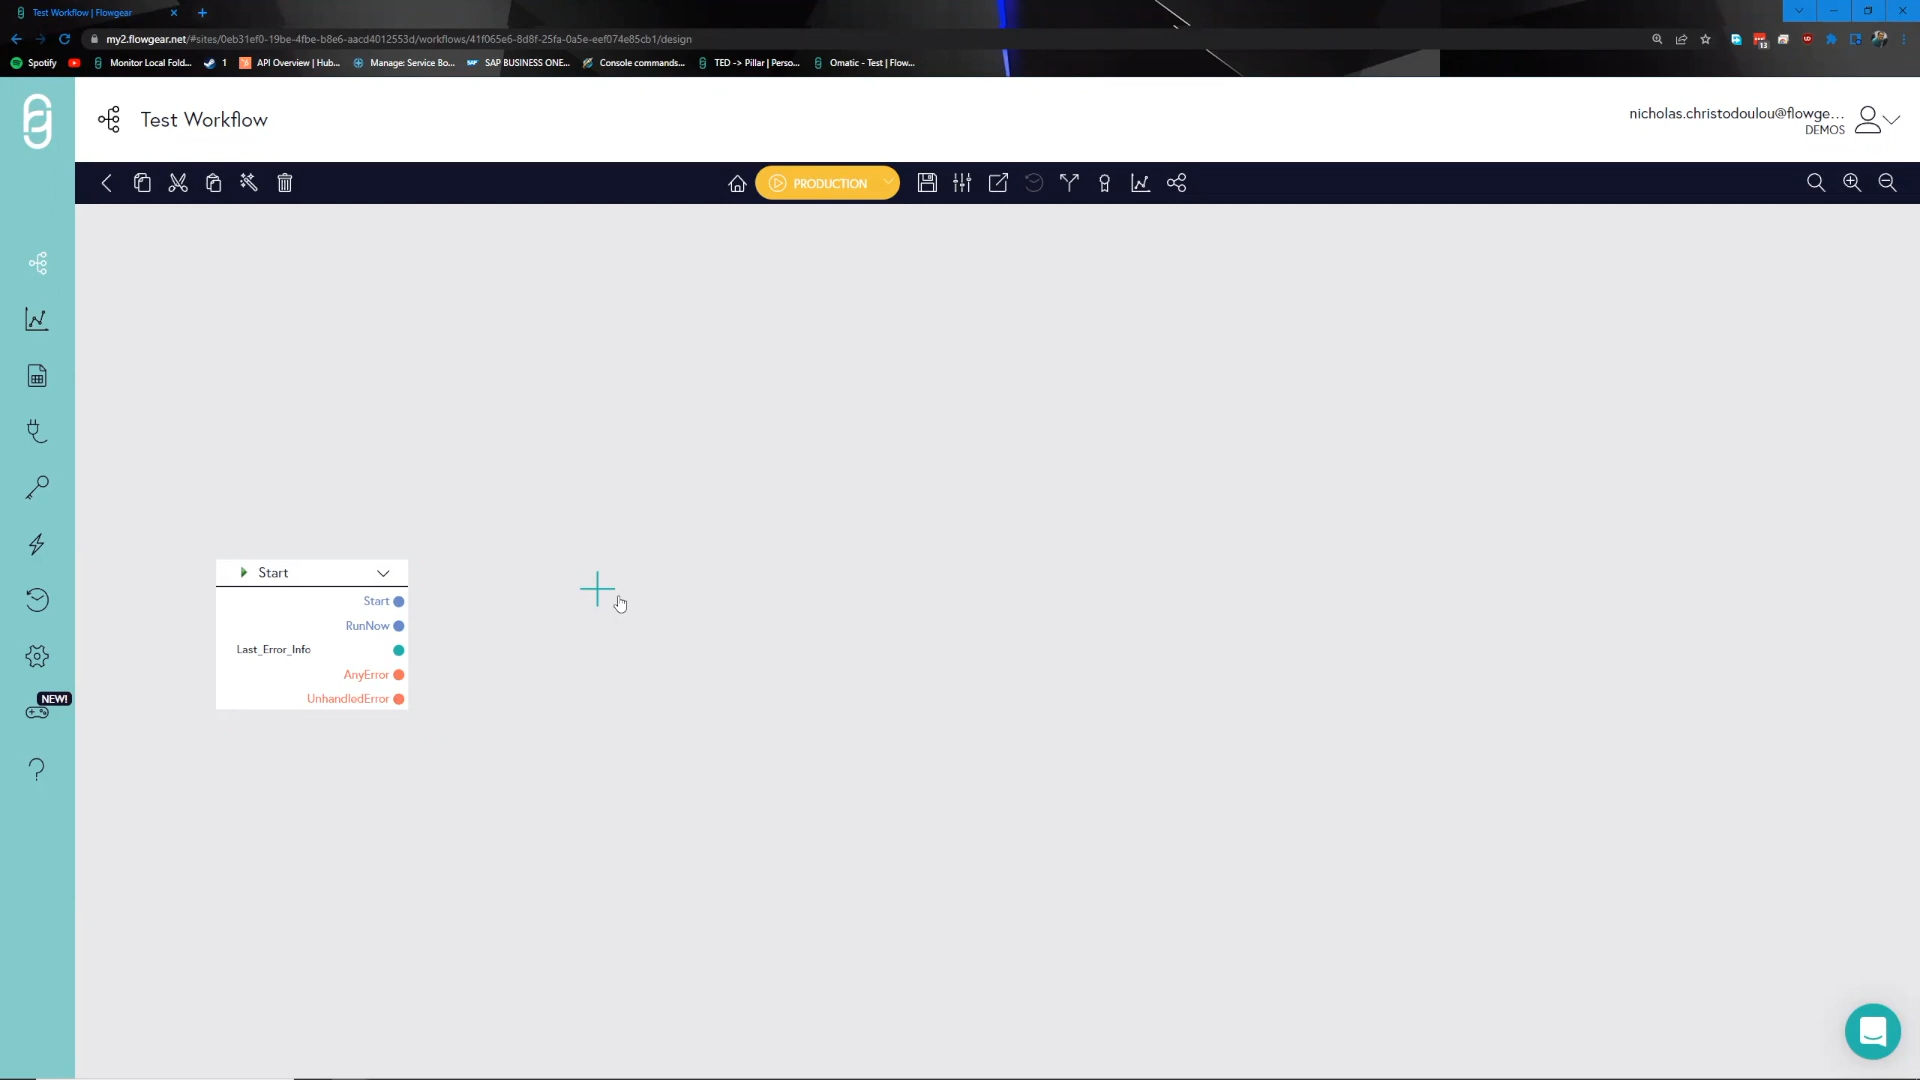 Test Workflow | Flowgear
my2.flowgear.net/#sites/0eb31ef0-19be-4fbe-b8e6-aacd4012553d/workflows/41f065e6-8d8f-25fa-0a5e-eef074e85cb1/design
13
Spotify
Monitor Local Fold...
1
API Overview | Hub...
Manage: Service Bo...
SAP BUSINESS ONE...
Console commands...
TED -> Pillar | Perso...
Omatic - Test | Flow...
Test Workflow
nicholas.christodoulou@flowge...
DEMOS
PRODUCTION
Start
Start
RunNow
Last_Error_Info
AnyError
UnhandledError
NEW!